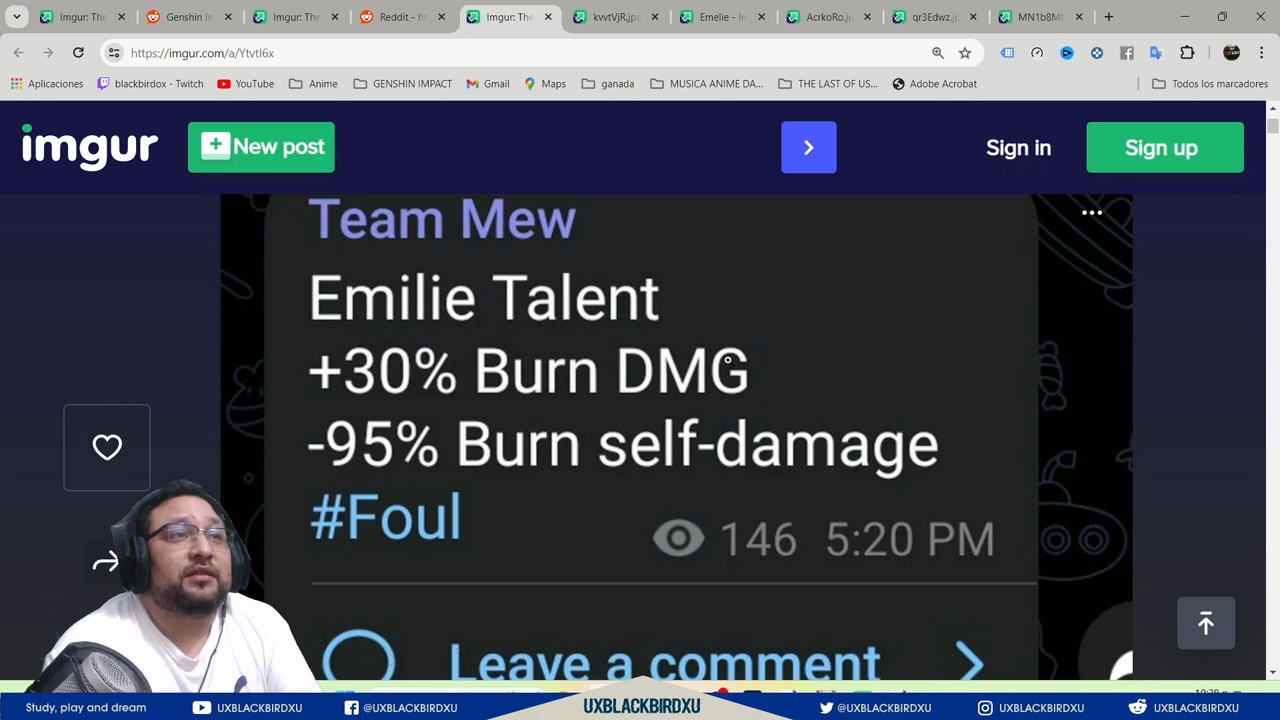 Imgur: The
Genshin In
Imgur: The
Reddit - ht
Imgur: The
kvvtVjR.jpe
Emelie - In
AcrkoRo.jp
qr3Edwz.jp
MN1b8Mf
https://imgur.com/a/Ytvtl6x
Aplicaciones
blackbirdox - Twitch
YouTube
Anime
GENSHIN IMPACT
Gmail
Maps
ganada
MUSICA ANIME DA...
THE LAST OF US...
Adobe Acrobat
Todos los marcadores
imgur
New post
Sign in
Sign up
Team Mew
Emilie Talent
+30% Burn DMG
-95% Burn self-damage
#Foul
146 5:20 PM
Leave a comment
Study, play and dream
UXBLACKBIRDXU
@UXBLACKBIRDXU
UXBLACKBIRDXU
@UXBLACKBIRDXU
UXBLACKBIRDXU
UXBLACKBIRDXU